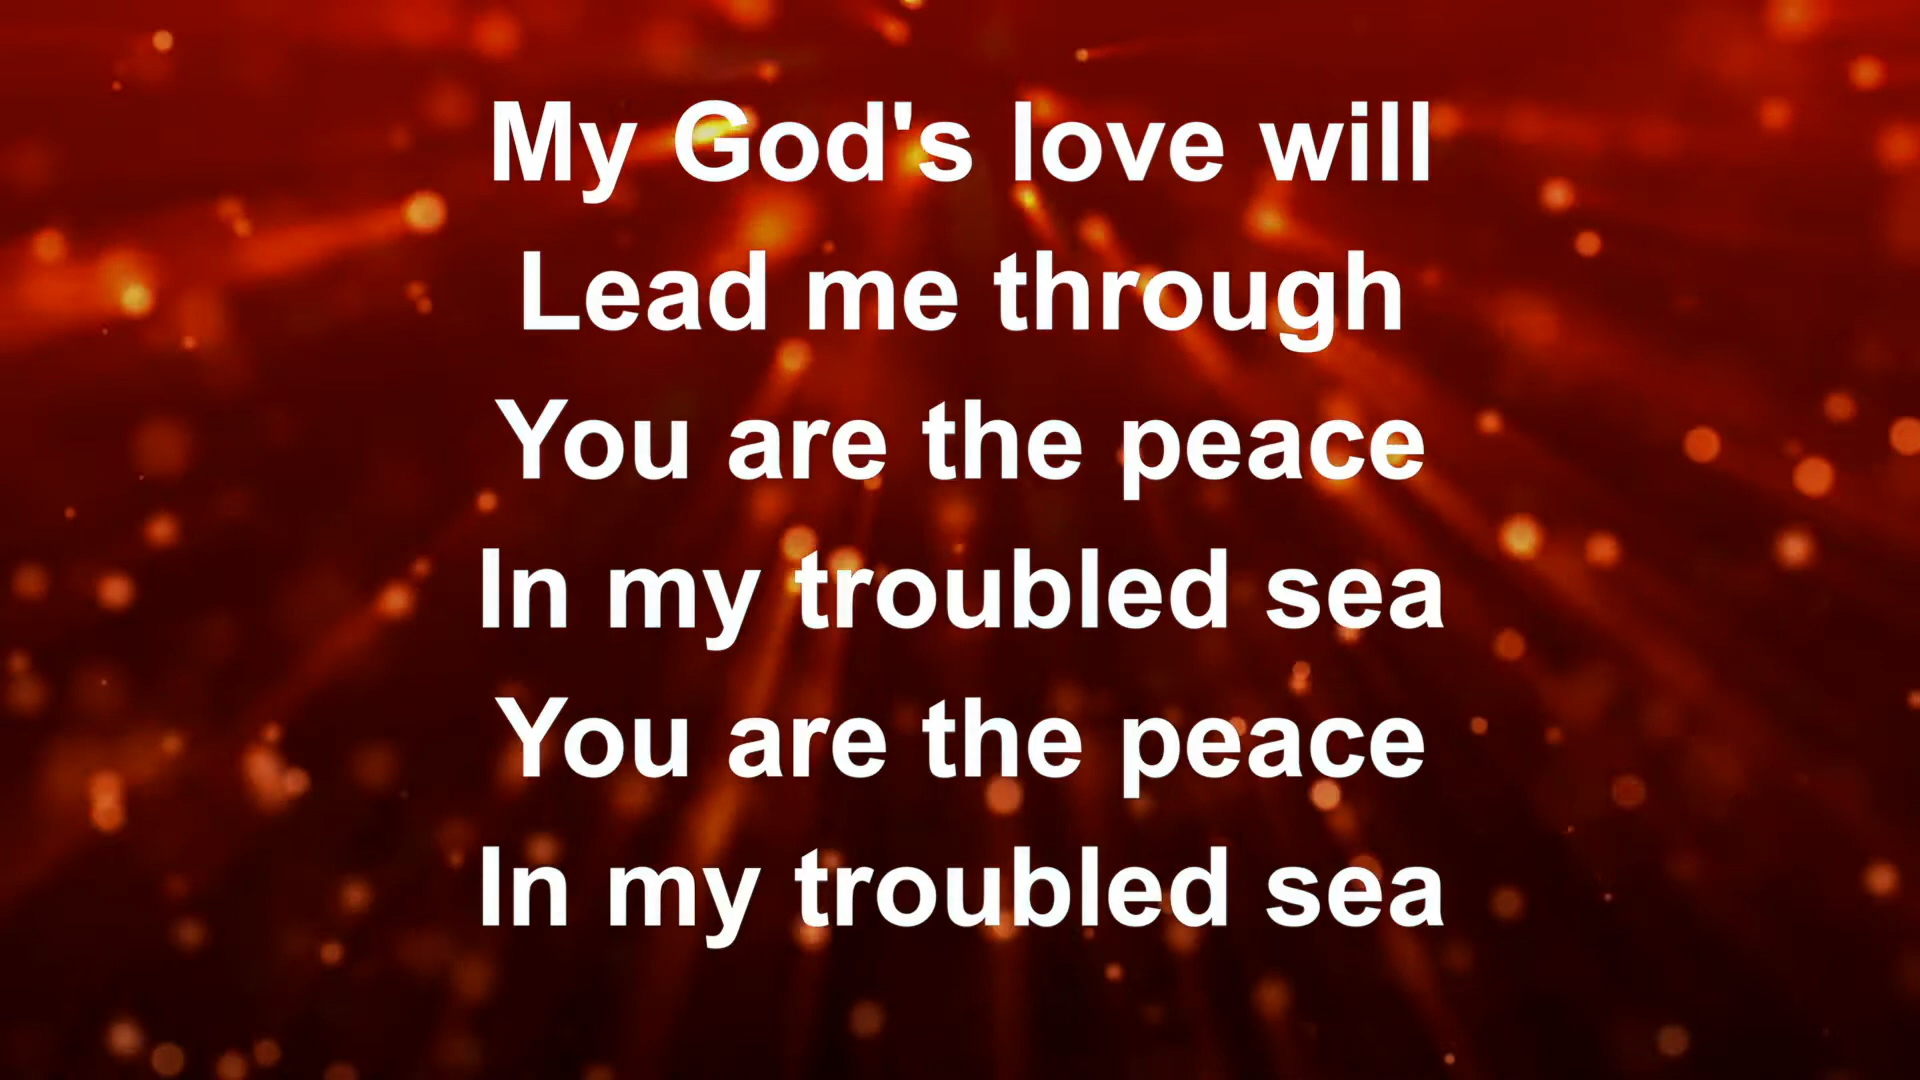 My God's love will
Lead me through
You are the peace
In my troubled sea
You are the peace
In my troubled sea